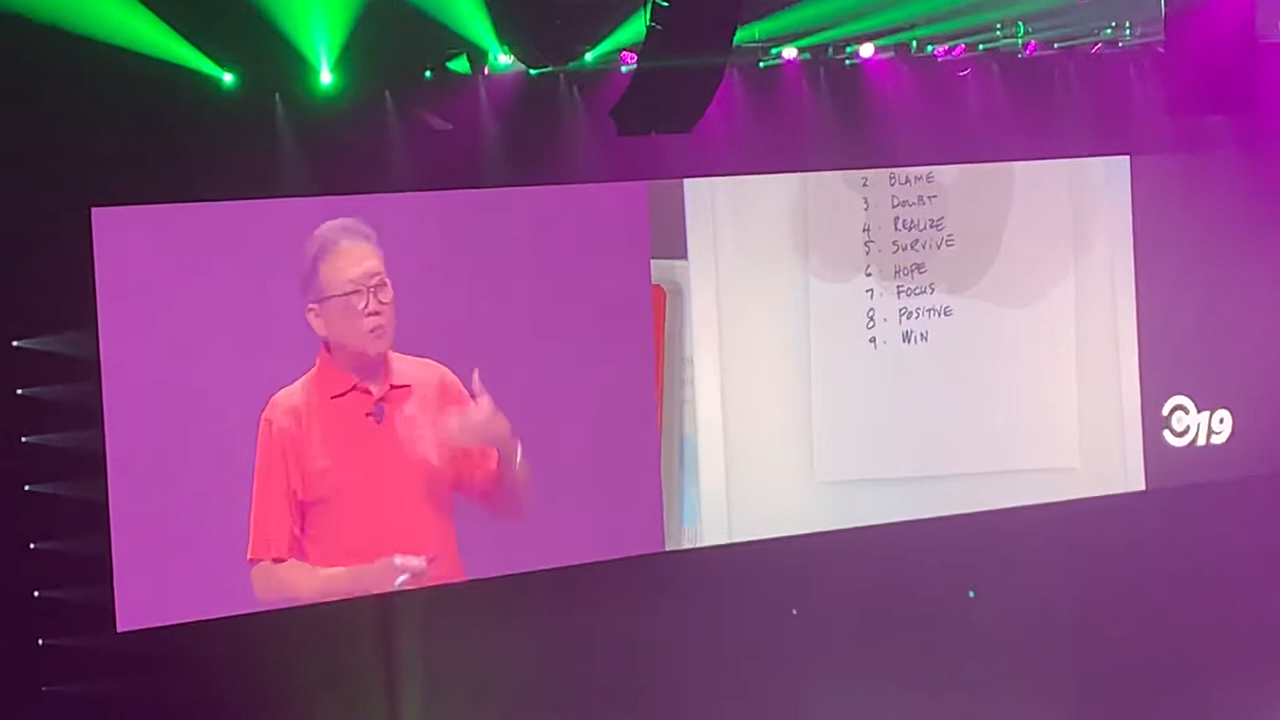 2 BLAME
3. DouBT
4. REALIZE
5. SURViVE
6. HOPE
7. FOCUS
8. POSITIVE
9. WiN
C19